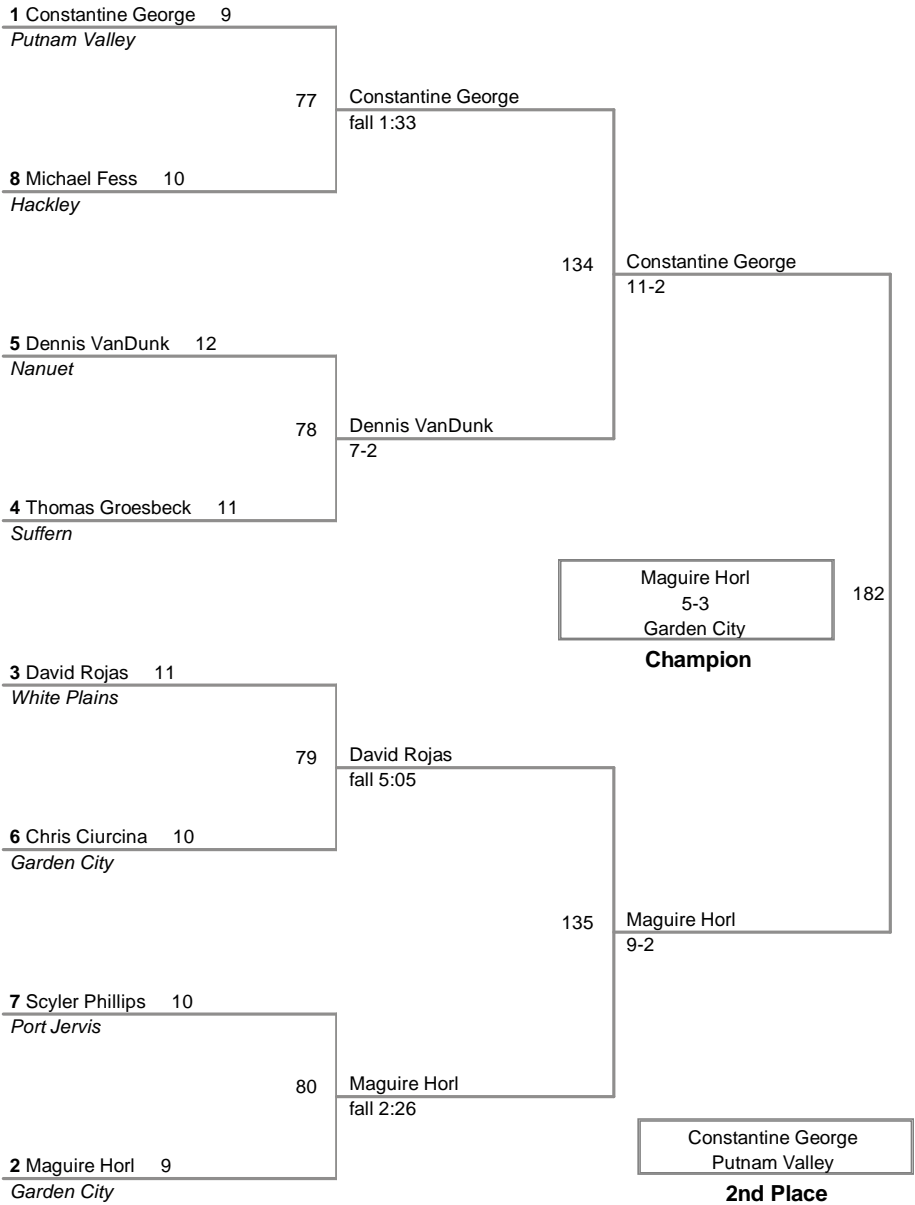 1 Constantine George 9
Putnam Valley
77
Constantine George
fall 1:33
8 Michael Fess 10
Hackley
134
Constantine George
11-2
5 Dennis VanDunk 12
Nanuet
78
Dennis VanDunk
7-2
4 Thomas Groesbeck 11
Suffern
Maguire Horl
5-3
Garden City
Champion
182
3 David Rojas 11
White Plains
79
David Rojas
fall 5:05
6 Chris Ciurcina 10
Garden City
135
Maguire Horl
9-2
7 Scyler Phillips 10
Port Jervis
80
Maguire Horl
fall 2:26
2 Maguire Horl 9
Garden City
Constantine George
Putnam Valley
2nd Place